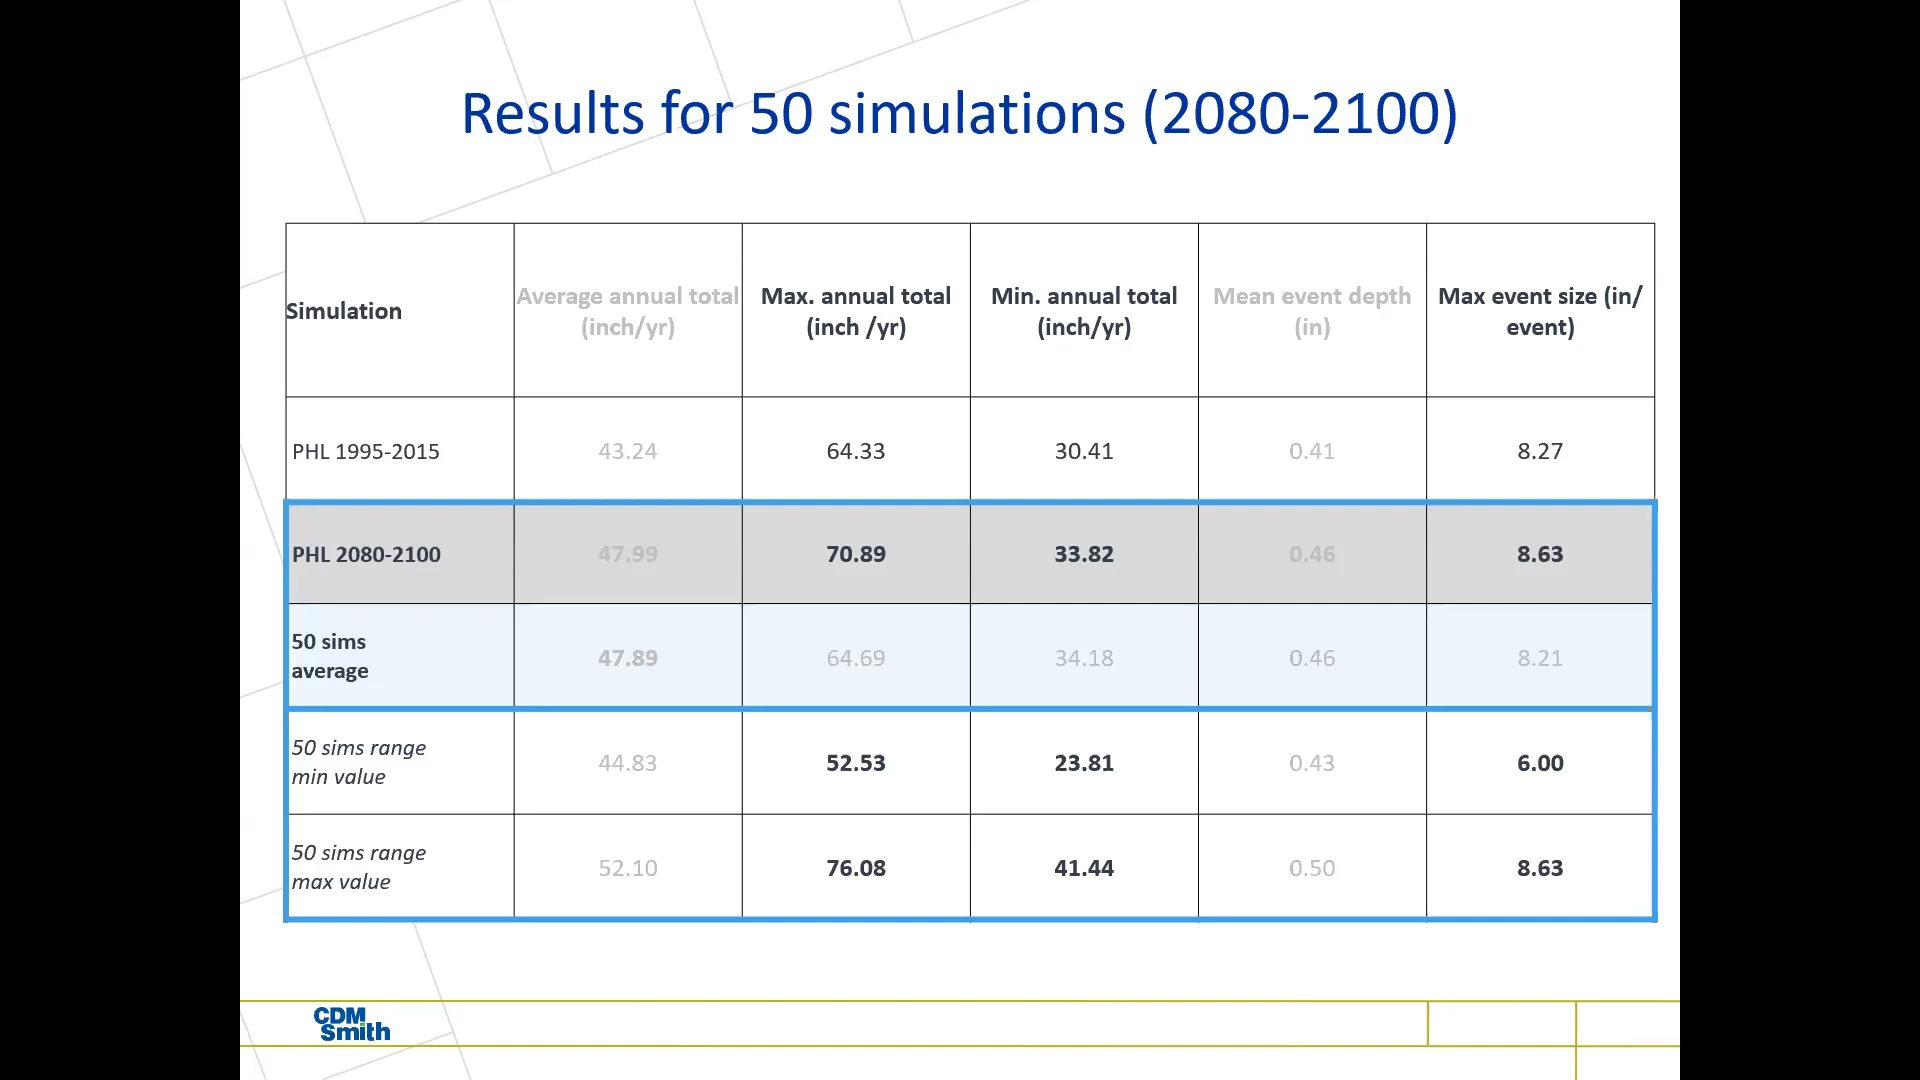 Results for 50 simulations (2080-2100)
Simulation
Average annual total
(inch/yr)
Max. annual total
(inch /yr)
Min. annual total
(inch/yr)
Mean event depth
(in)
Max event size (in/
event)
PHL 1995-2015
43.24
64.33
30.41
0.41
8.27
PHL 2080-2100
47.99
70.89
33.82
0.46
8.63
50 sims
average
47.89
64.69
34.18
0.46
8.21
50 sims range
min value
44.83
52.53
23.81
0.43
6.00
50 sims range
max value
52.10
76.08
41.44
0.50
8.63
CDM
Smith